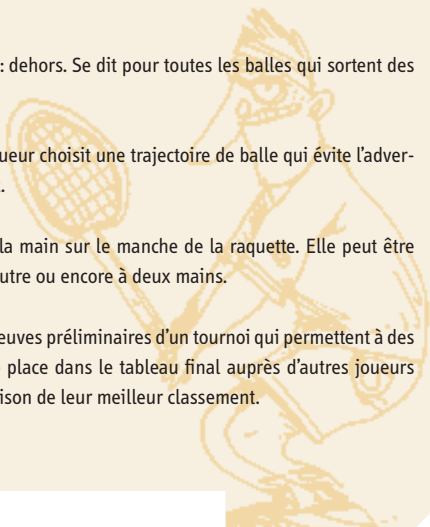 : dehors. Se dit pour toutes les balles qui sortent des
ueur choisit une trajectoire de balle qui évite l’adver-
la main sur le manche de la raquette. Elle peut être
utre ou encore à deux mains.
euves préliminaires d’un tournoi qui permettent à des
place dans le tableau final auprès d’autres joueurs
ison de leur meilleur classement.